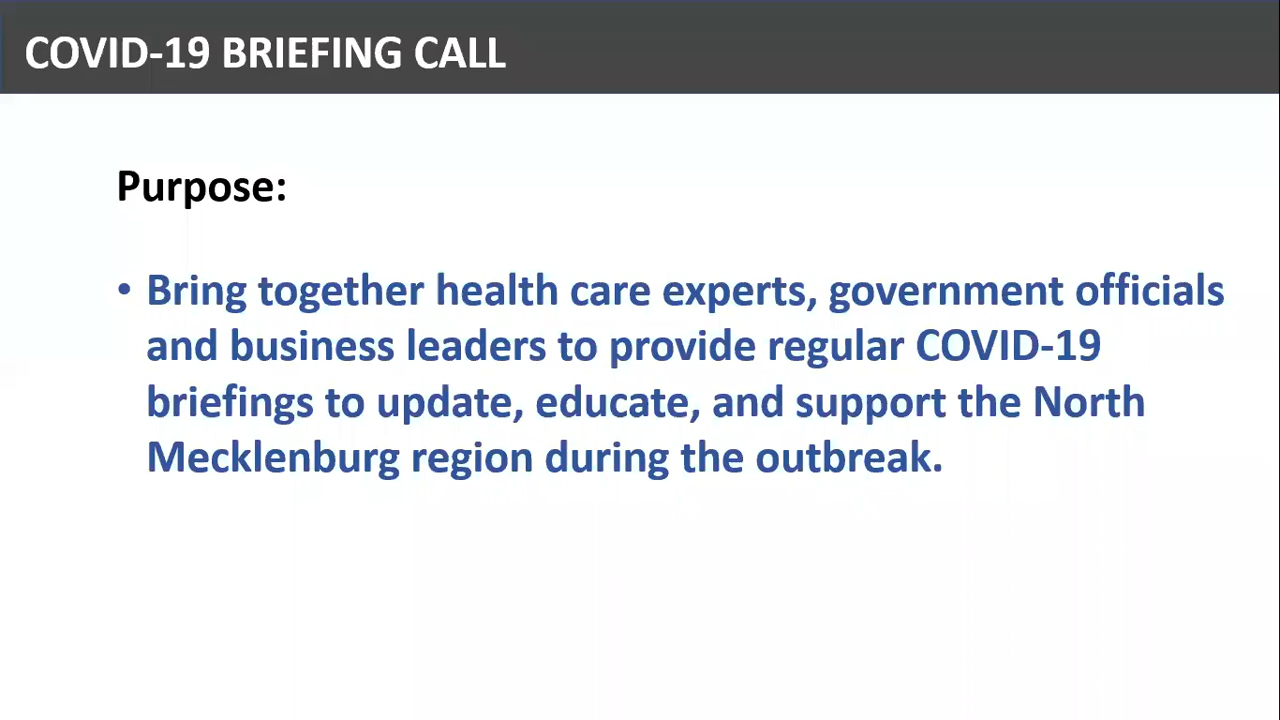 COVID-19 BRIEFING CALL
Purpose:
• Bring together health care experts, government officials
and business leaders to provide regular COVID-19
briefings to update, educate, and support the North
Mecklenburg region during the outbreak.